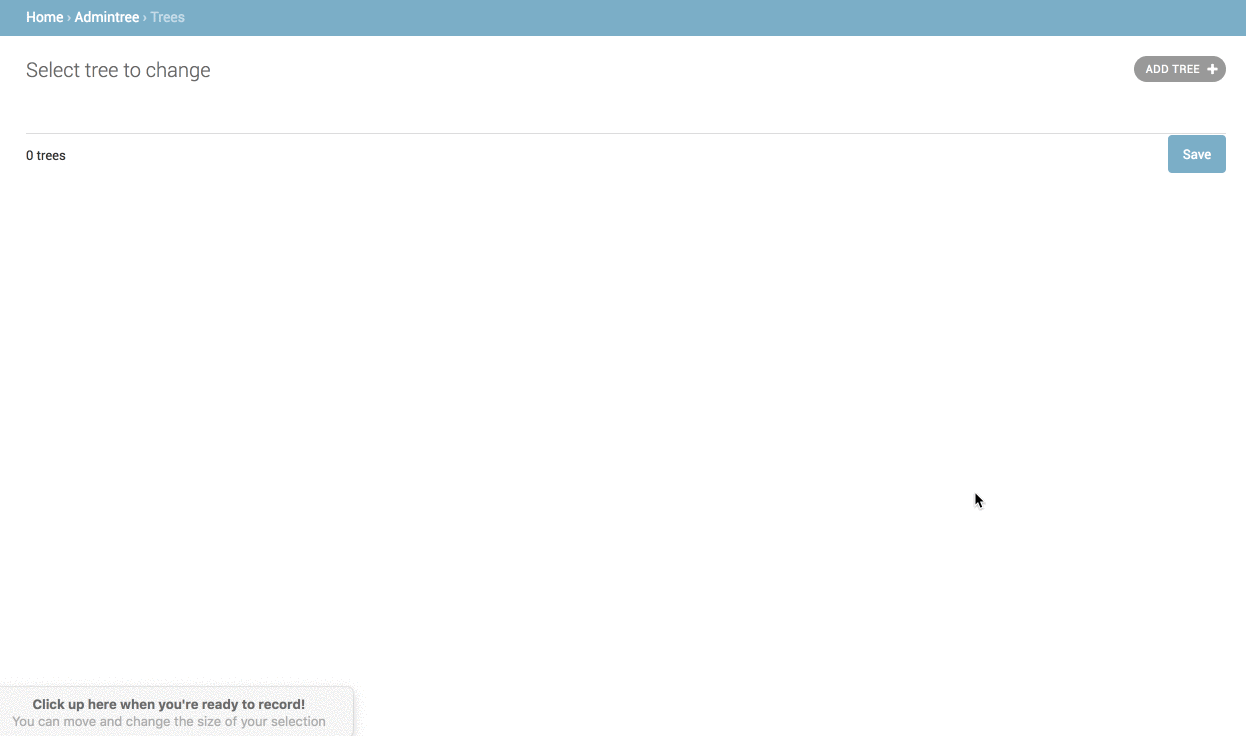 Home › Admintree › Trees
Select tree to change
ADD TREE +
0 trees
Save
Click up here when you're ready to record!
You can move and change the size of your selection